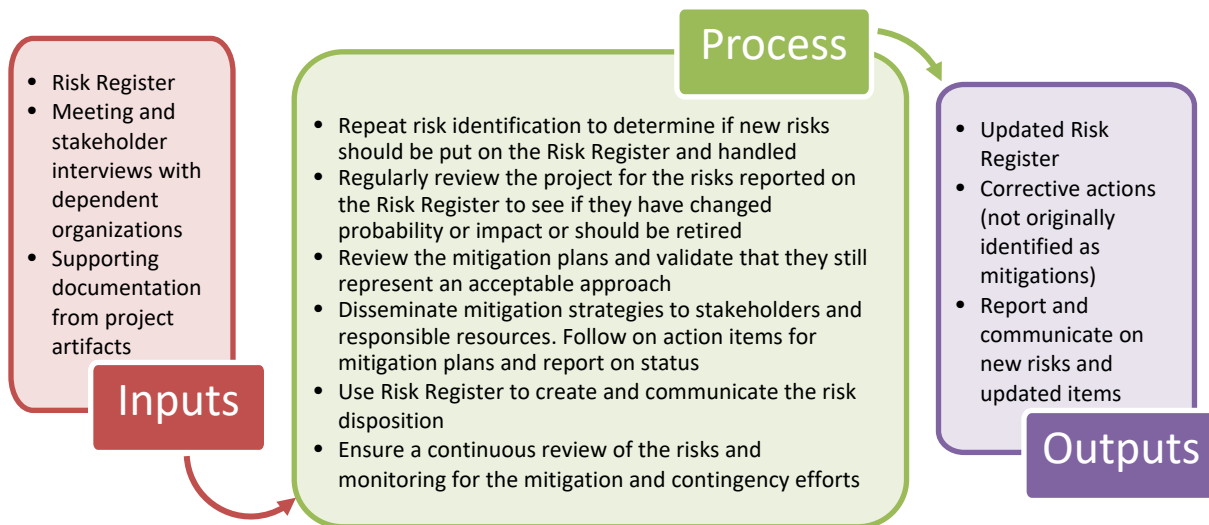 Inputs
• Risk Register
• Meeting and
stakeholder
interviews with
dependent
organizations
• Supporting
documentation
from project
artifacts
Process
• Repeat risk identification to determine if new risks
should be put on the Risk Register and handled
• Regularly review the project for the risks reported on
the Risk Register to see if they have changed
probability or impact or should be retired
• Review the mitigation plans and validate that they still
represent an acceptable approach
• Disseminate mitigation strategies to stakeholders and
responsible resources. Follow on action items for
mitigation plans and report on status
• Use Risk Register to create and communicate the risk
disposition
• Ensure a continuous review of the risks and
monitoring for the mitigation and contingency efforts
Outputs
• Updated Risk
Register
• Corrective actions
(not originally
identified as
mitigations)
• Report and
communicate on
new risks and
updated items